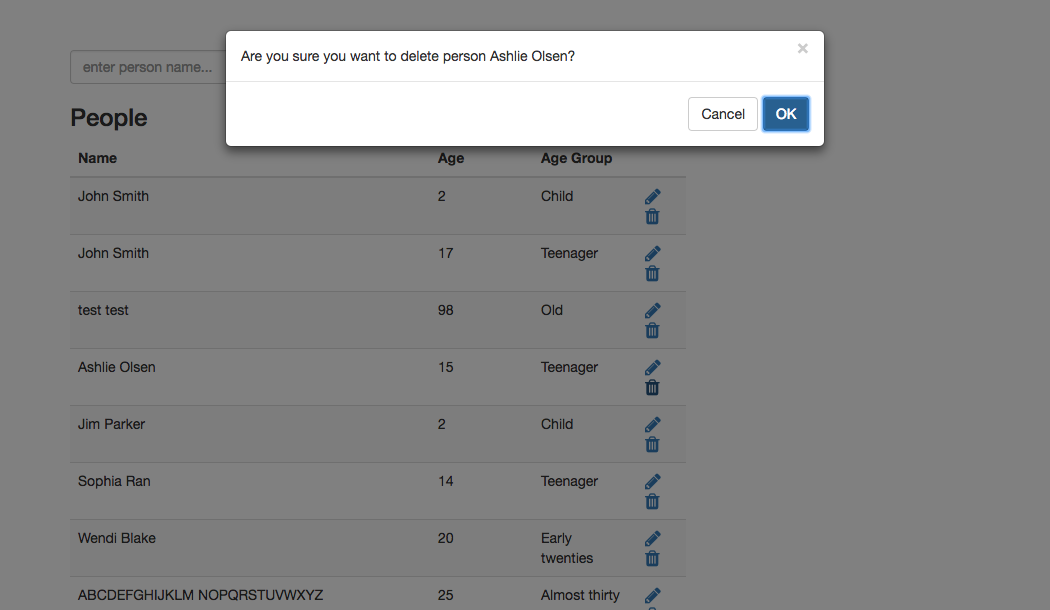 Are you sure you want to delete person Ashlie Olsen? ×
enter person name...
Cancel OK
People
Name Age Age Group
John Smith 2 Child
John Smith 17 Teenager
test test 98 Old
Ashlie Olsen 15 Teenager
Jim Parker 2 Child
Sophia Ran 14 Teenager
Wendi Blake 20 Early
twenties
ABCDEFGHIJKLM NOPQRSTUVWXYZ 25 Almost thirty